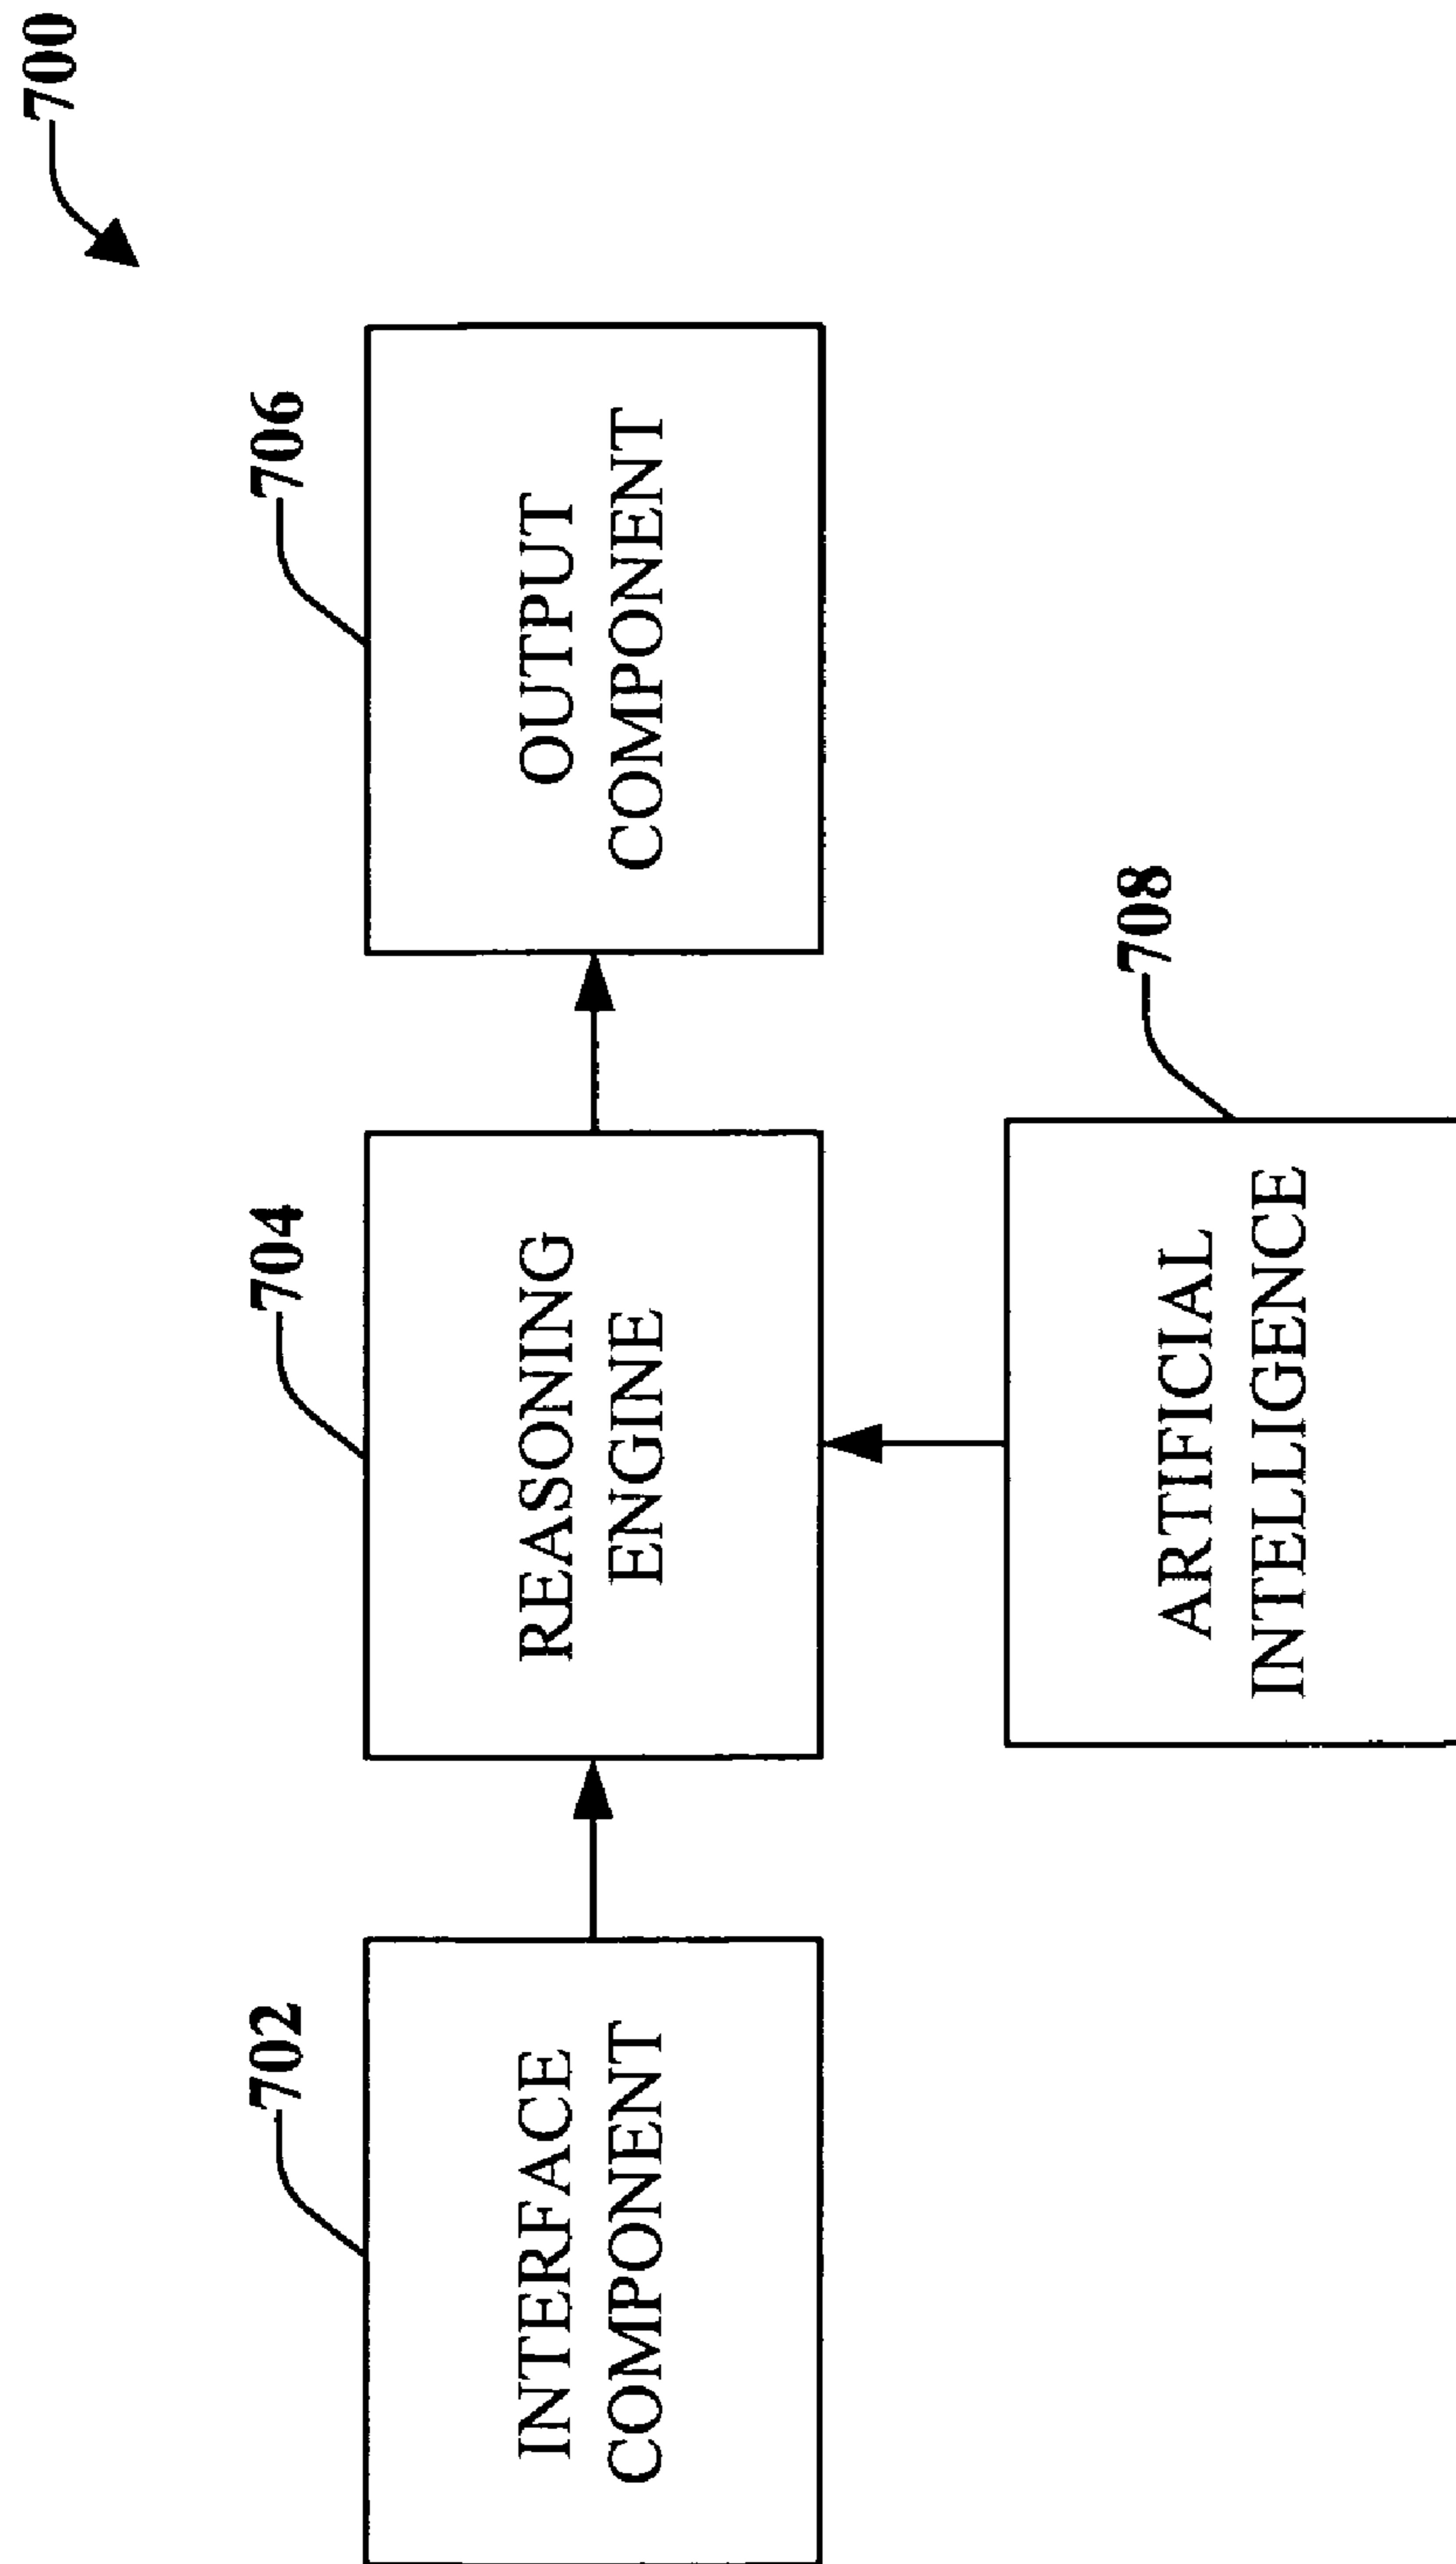 700
702
INTERFACE
COMPONENT
704
REASONING
ENGINE
706
OUTPUT
COMPONENT
708
ARTIFICIAL
INTELLIGENCE